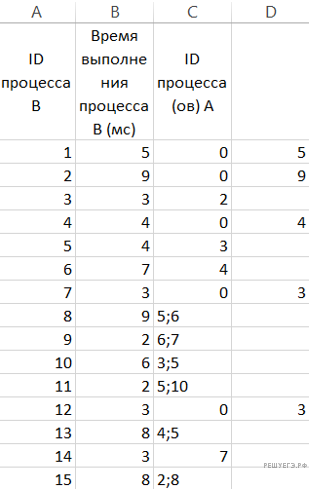 A B C D
ID процесса B Время выполнения процесса B (мс) ID процесса (ов) A
1 5 0 5
2 9 0 9
3 3 2
4 4 0 4
5 4 3
6 7 4
7 3 0 3
8 9 5;6
9 2 6;7
10 6 3;5
11 2 5;10
12 3 0 3
13 8 4;5
14 3 7
РЕШУЕГЭ.РФ
15 8 2;8